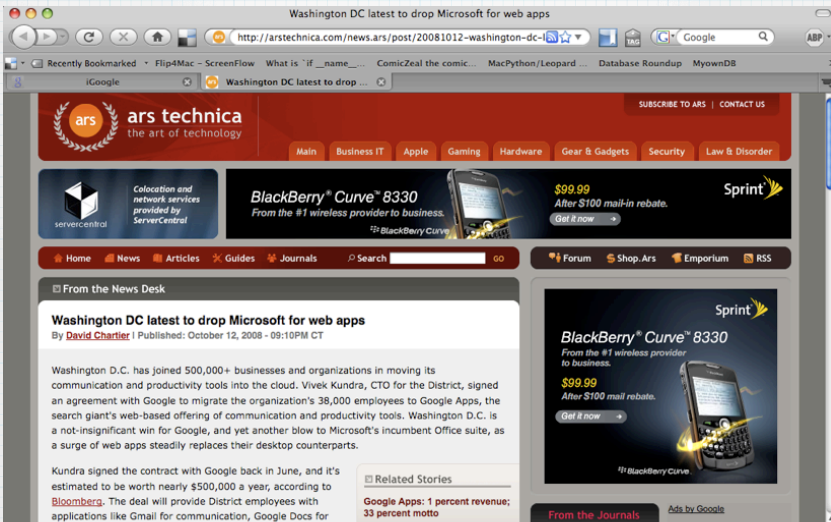 Washington DC latest to drop Microsoft for web apps
http://arstechnica.com/news.ars/post/20081012-washington-dc-l
TAG
G Google
ABP
Recently Bookmarked Flip4Mac - ScreenFlow What is `if __name__... ComicZeal the comic... MacPython/Leopard ... Database Roundup MyownDB
iGoogle
ars Washington DC latest to drop ...
SUBSCRIBE TO ARS | CONTACT US
ars
ars technica
the art of technology
Main Business IT Apple Gaming Hardware Gear & Gadgets Security Law & Disorder
servercentral
Colocation and
network services
provided by
ServerCentral
BlackBerry® Curve™ 8330
From the #1 wireless provider to business.
BlackBerry Curve™
$99.99
After $100 mail-in rebate.
Get it now
Sprint
Home News Articles Guides Journals Search GO
Forum Shop.Ars Emporium RSS
From the News Desk
Washington DC latest to drop Microsoft for web apps
By David Chartier | Published: October 12, 2008 - 09:10PM CT
Washington D.C. has joined 500,000+ businesses and organizations in moving its
communication and productivity tools into the cloud. Vivek Kundra, CTO for the District, signed
an agreement with Google to migrate the organization's 38,000 employees to Google Apps, the
search giant's web-based offering of communication and productivity tools. Washington D.C. is
a not-insignificant win for Google, and yet another blow to Microsoft's incumbent Office suite, as
a surge of web apps steadily replaces their desktop counterparts.
Kundra signed the contract with Google back in June, and it's
estimated to be worth nearly $500,000 a year, according to
Bloomberg. The deal will provide District employees with
applications like Gmail for communication, Google Docs for
Related Stories
Google Apps: 1 percent revenue;
33 percent motto
Sprint
BlackBerry® Curve™ 8330
From the #1 wireless provider
to business.
$99.99
After $100 mail rebate.
Get it now
BlackBerry Curve
From the Journals
Ads by Google